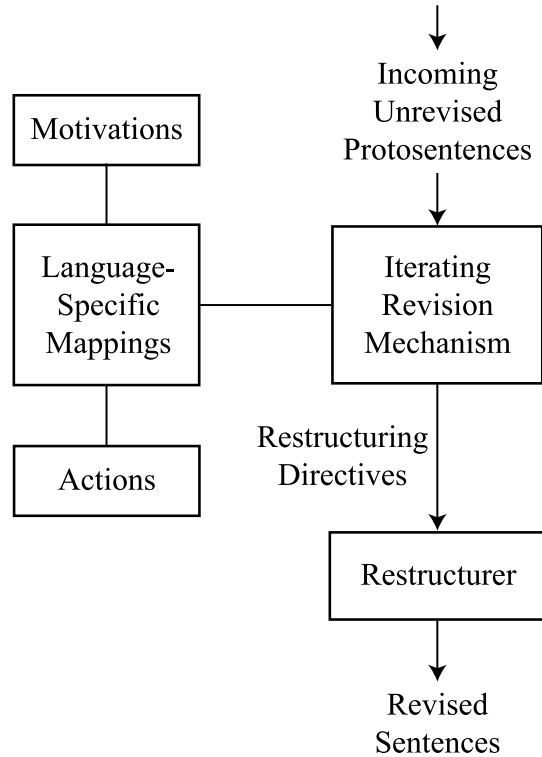 Incoming
Unrevised
Protosentences
Motivations
Language-
Specific
Mappings
Iterating
Revision
Mechanism
Restructuring
Directives
Actions
Restructurer
Revised
Sentences